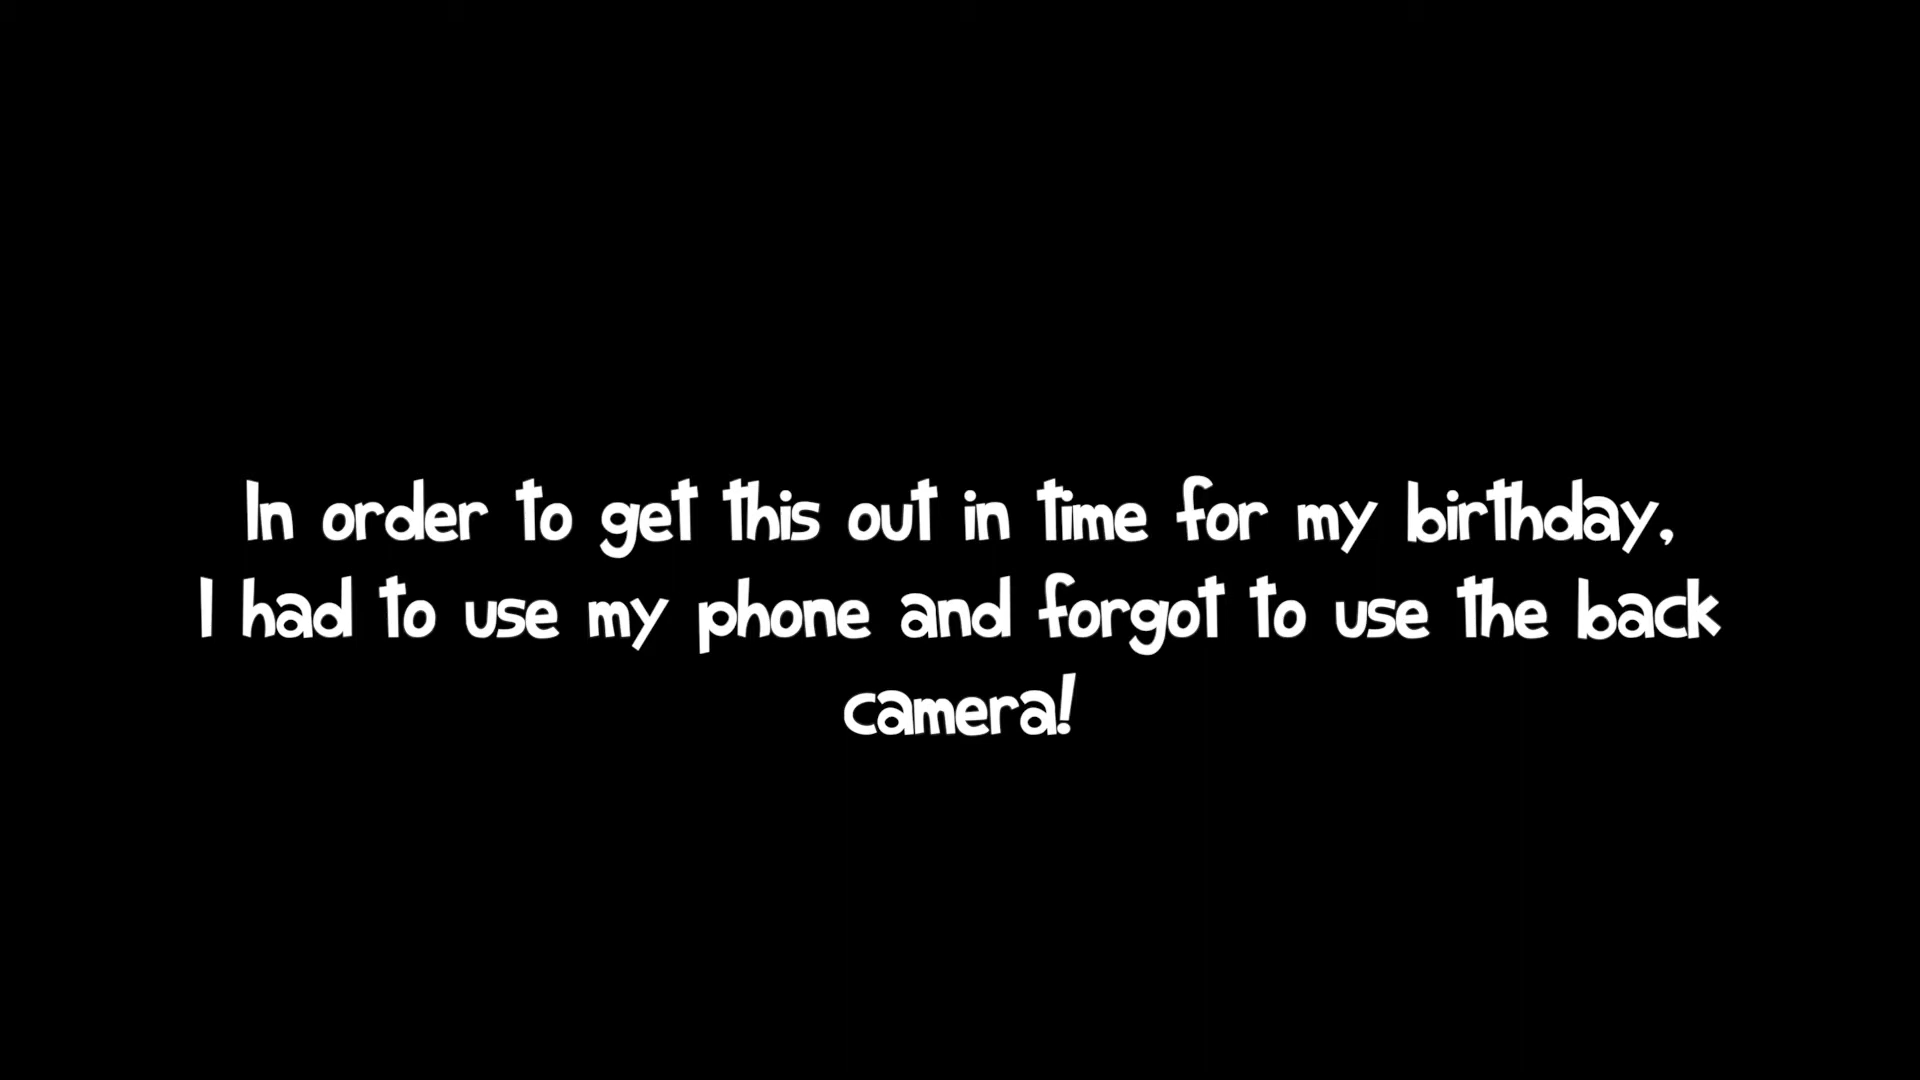 In order to get this out in time for my birthday,
I had to use my phone and forgot to use the back
camera!